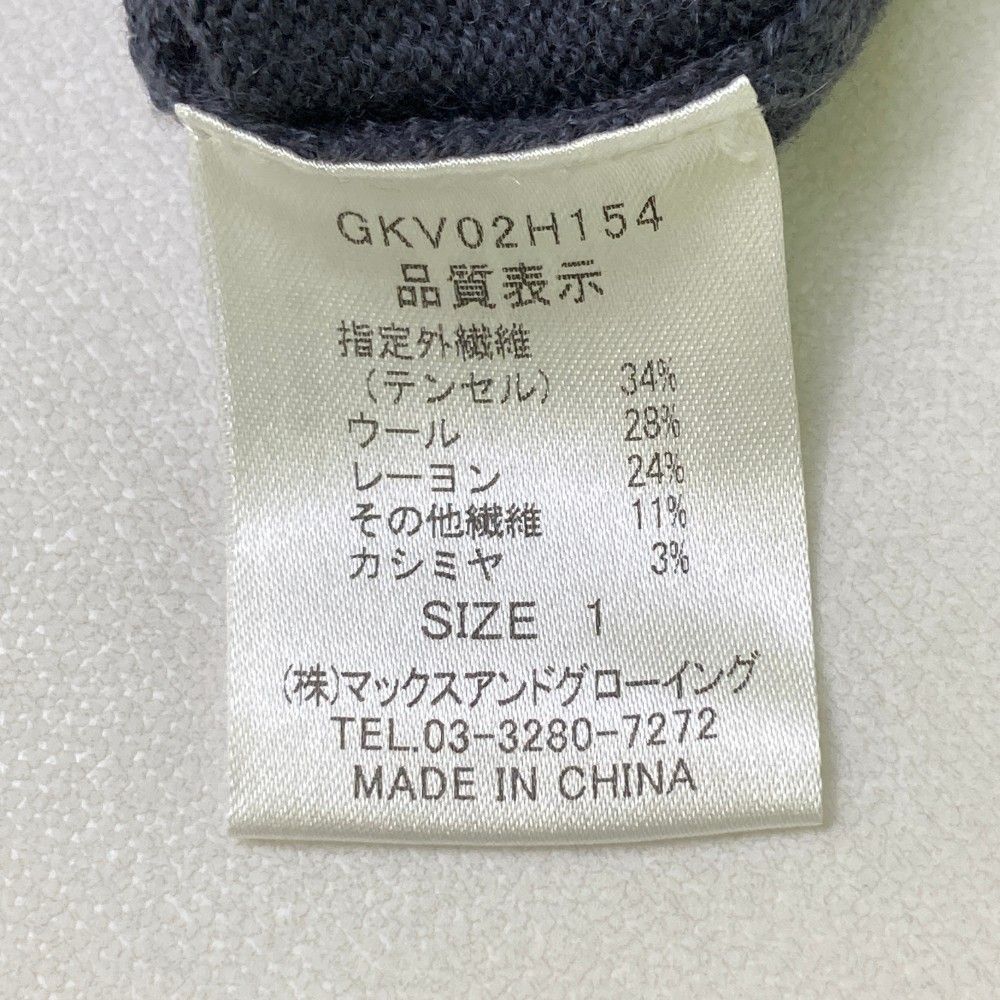 GKV02H154
品質表示
指定外繊維
(テンセル) 34%
ウール 28%
レーヨン 24%
その他繊維 11%
カシミヤ 3%
SIZE 1
(株)マックスアンドグローイング
TEL.03-3280-7272
MADE IN CHINA